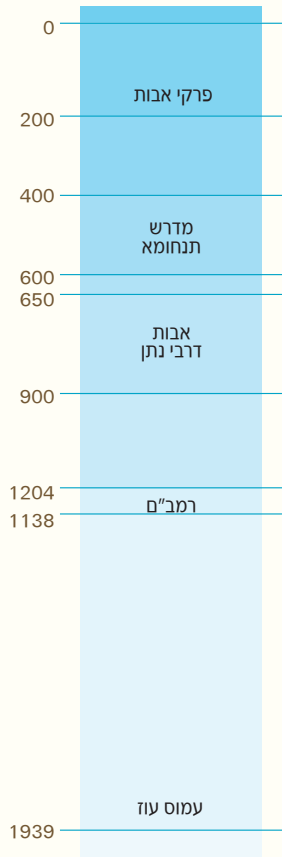 0
פרקי אבות
200
400
מדרש
תנחומא
600
650
אבות
דרבי נתן
900
1204
רמב"ם
1138
עמוס עוז
1939